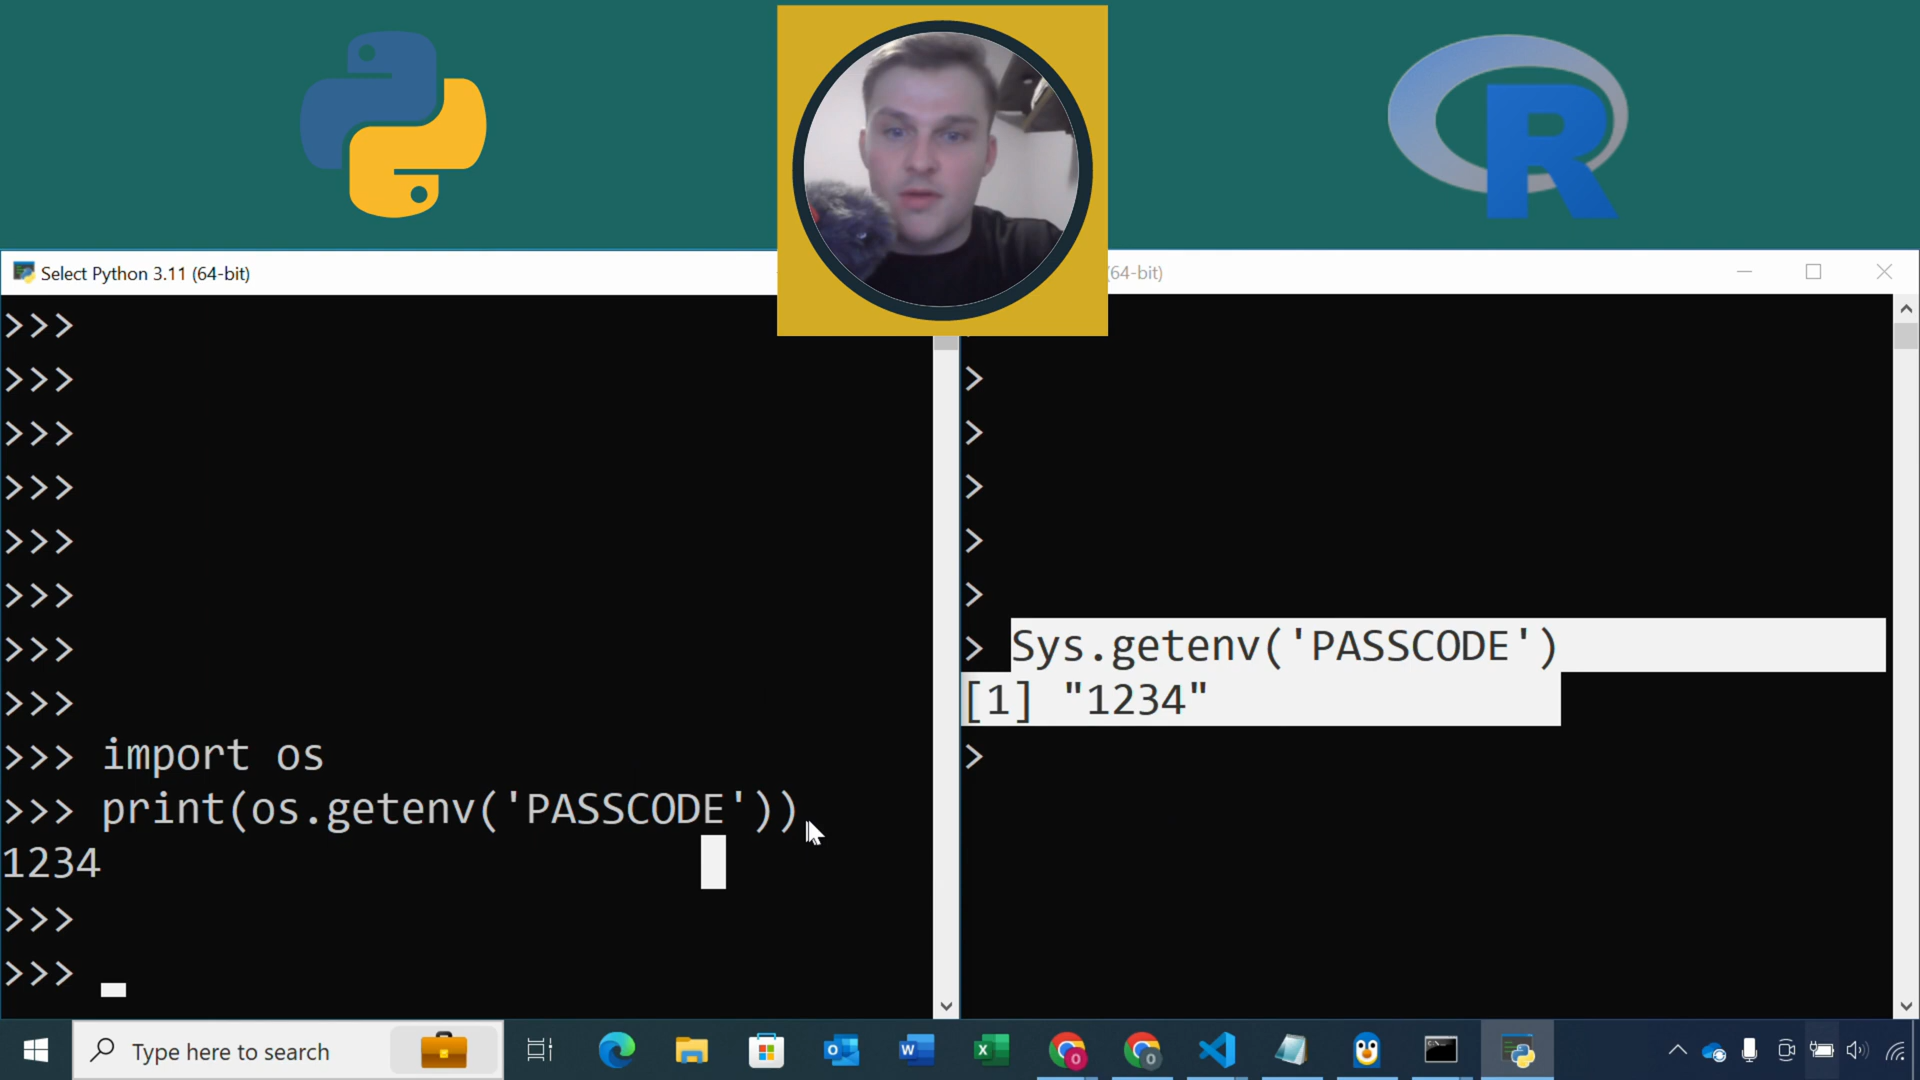 R
Select Python 3.11 (64-bit)
64-bit)
>>>
>>>
>>>
>>>
>>>
>>>
>>>
>>>
>>> import os
>>> print(os.getenv('PASSCODE'))
1234
>>>
>>>
>
>
>
>
>
> Sys.getenv('PASSCODE')
[1] "1234"
>
Type here to search